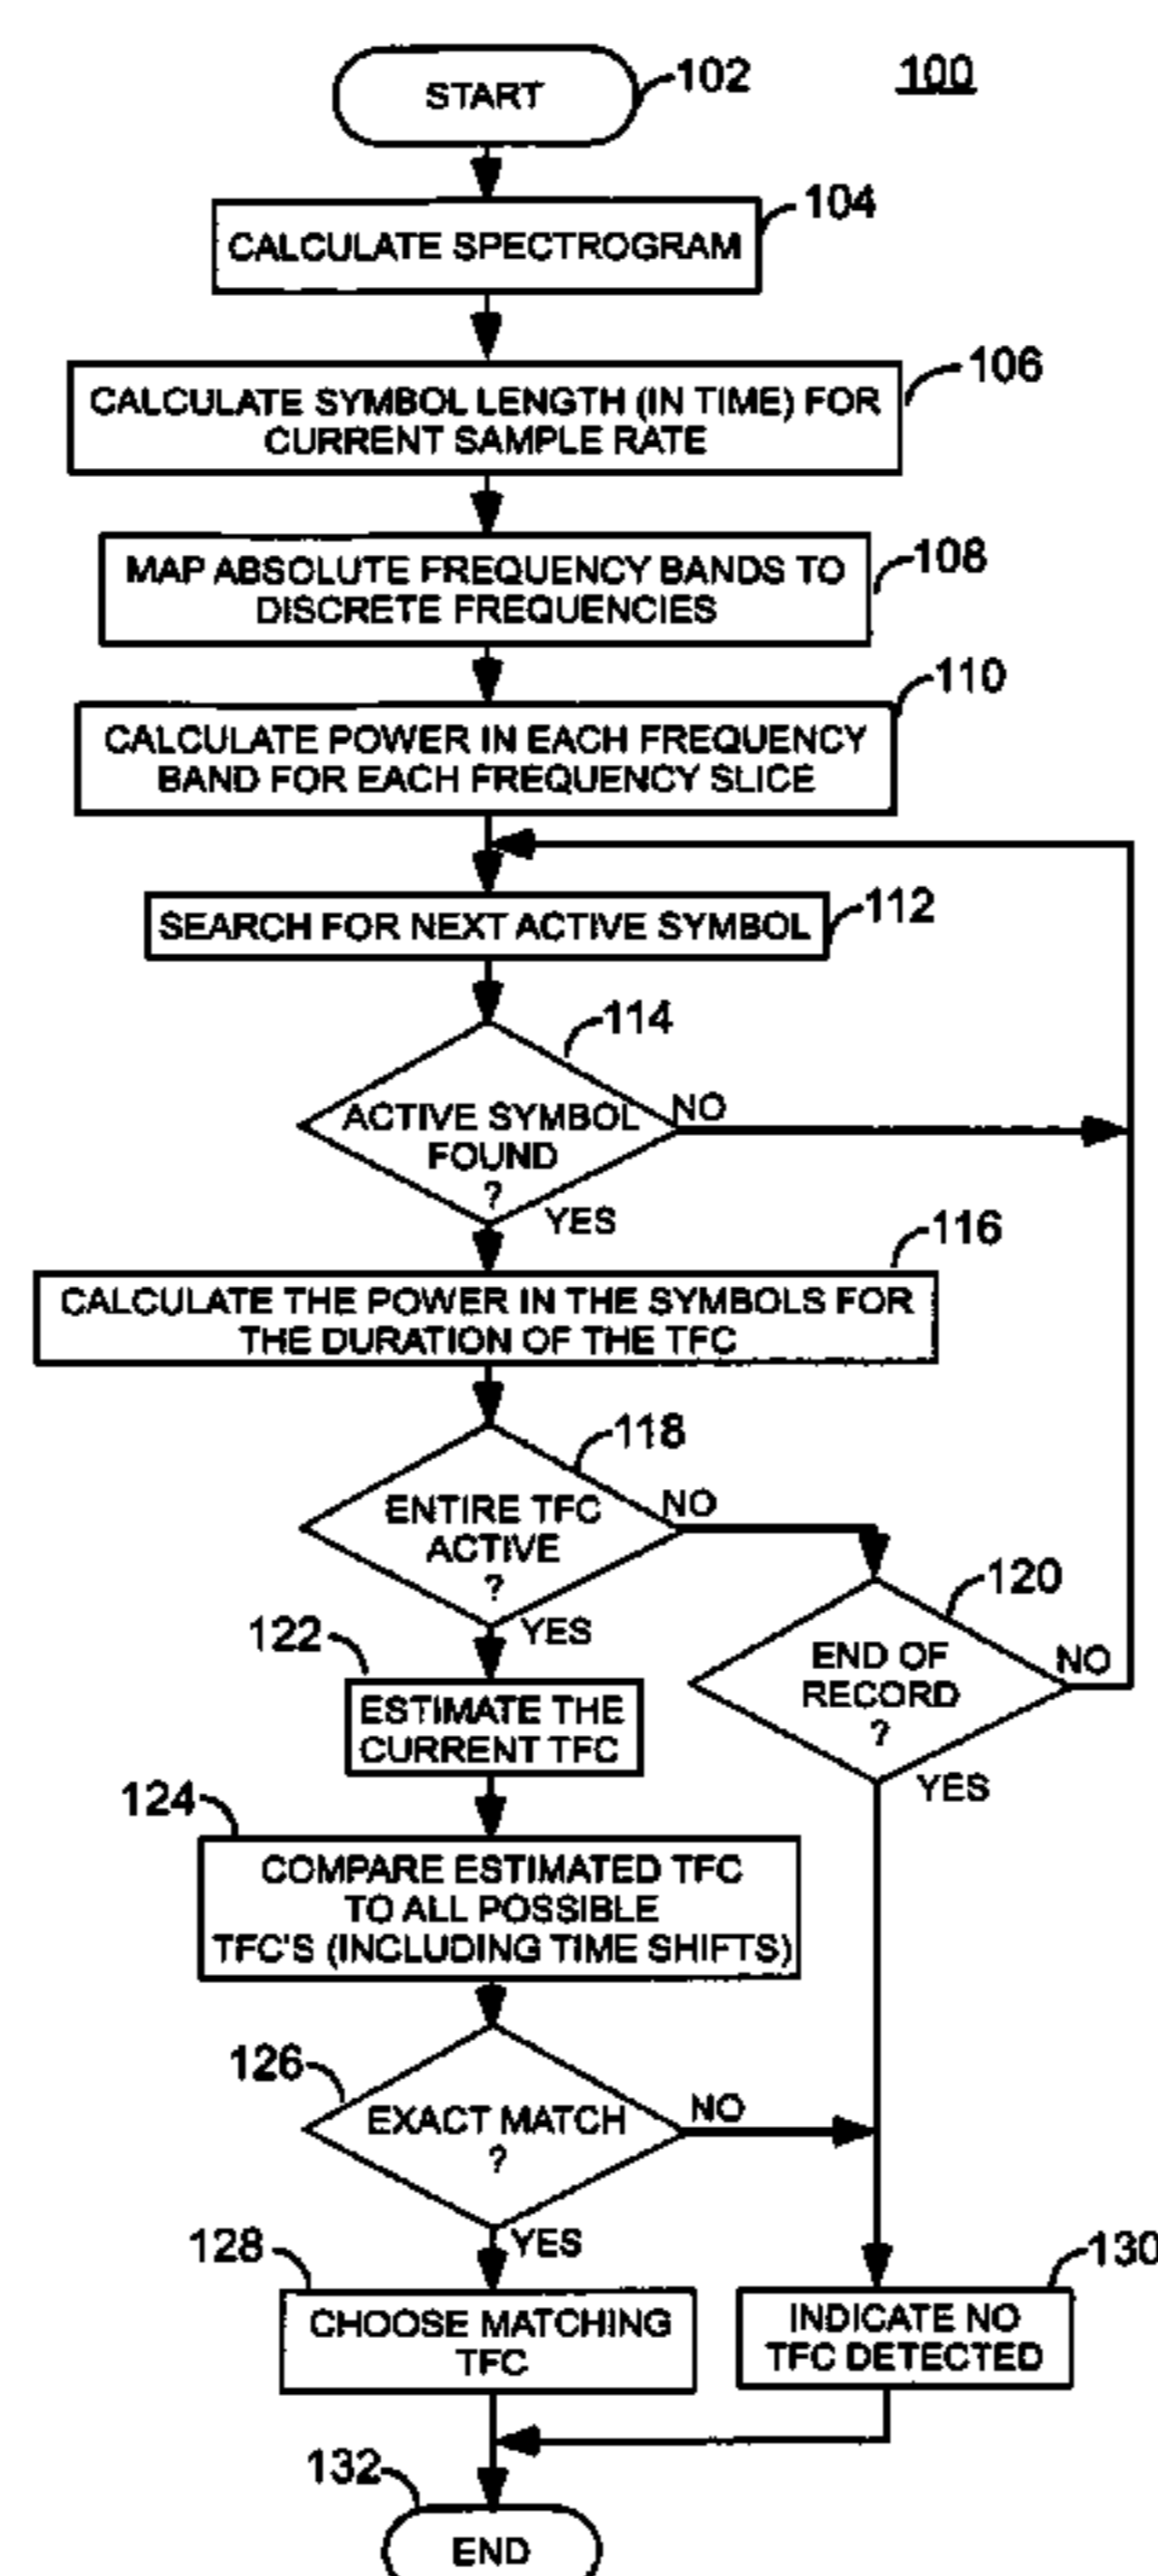 START
102
100
CALCULATE SPECTROGRAM
104
CALCULATE SYMBOL LENGTH (IN TIME) FOR
CURRENT SAMPLE RATE
106
MAP ABSOLUTE FREQUENCY BANDS TO
DISCRETE FREQUENCIES
108
CALCULATE POWER IN EACH FREQUENCY
BAND FOR EACH FREQUENCY SLICE
110
SEARCH FOR NEXT ACTIVE SYMBOL
112
114
ACTIVE SYMBOL
FOUND
?
NO
YES
116
CALCULATE THE POWER IN THE SYMBOLS FOR
THE DURATION OF THE TFC
118
ENTIRE TFC
ACTIVE
?
NO
YES
120
END OF
RECORD
?
NO
YES
122
ESTIMATE THE
CURRENT TFC
124
COMPARE ESTIMATED TFC
TO ALL POSSIBLE
TFC'S (INCLUDING TIME SHIFTS)
126
EXACT MATCH
?
NO
YES
128
CHOOSE MATCHING
TFC
130
INDICATE NO
TFC DETECTED
132
END